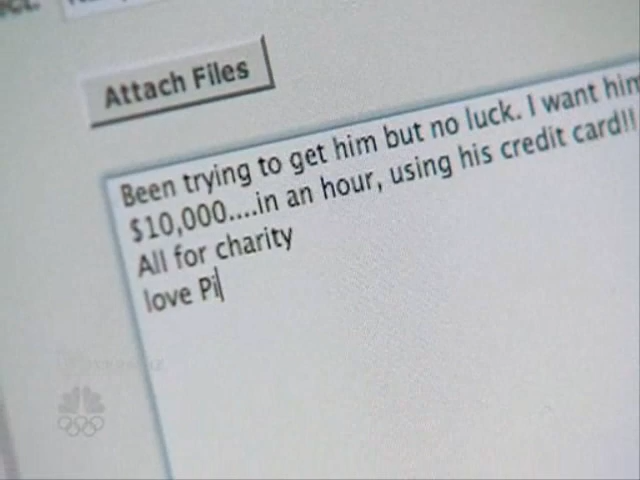 Attach Files
Been trying to get him but no luck. I want him
$10,000....in an hour, using his credit card!!
All for charity
love Pi